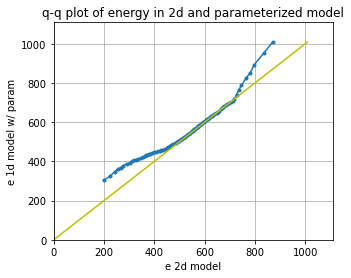 q-q plot of energy in 2d and parameterized model
e 1d model w/ param
1000
800
600
400
200
0
0 200 400 600 800 1000
e 2d model